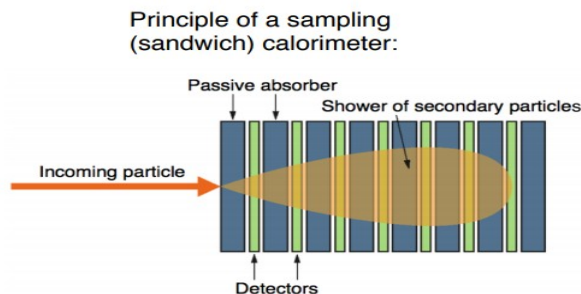 Principle of a sampling
(sandwich) calorimeter:
Passive absorber
Shower of secondary particles
Incoming particle
Detectors